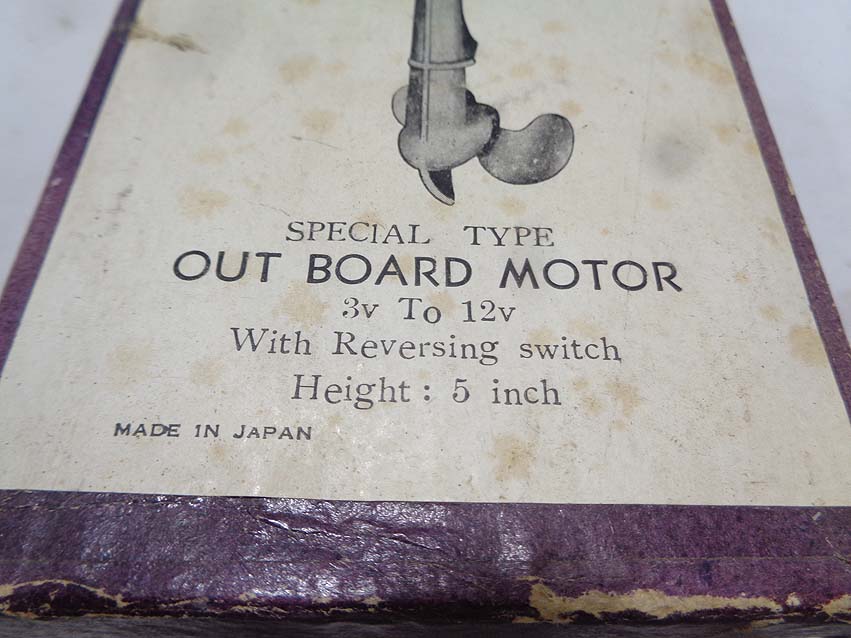 SPECIAL TYPE
OUT BOARD MOTOR
3v To 12v
With Reversing switch
Height : 5 inch
MADE IN JAPAN